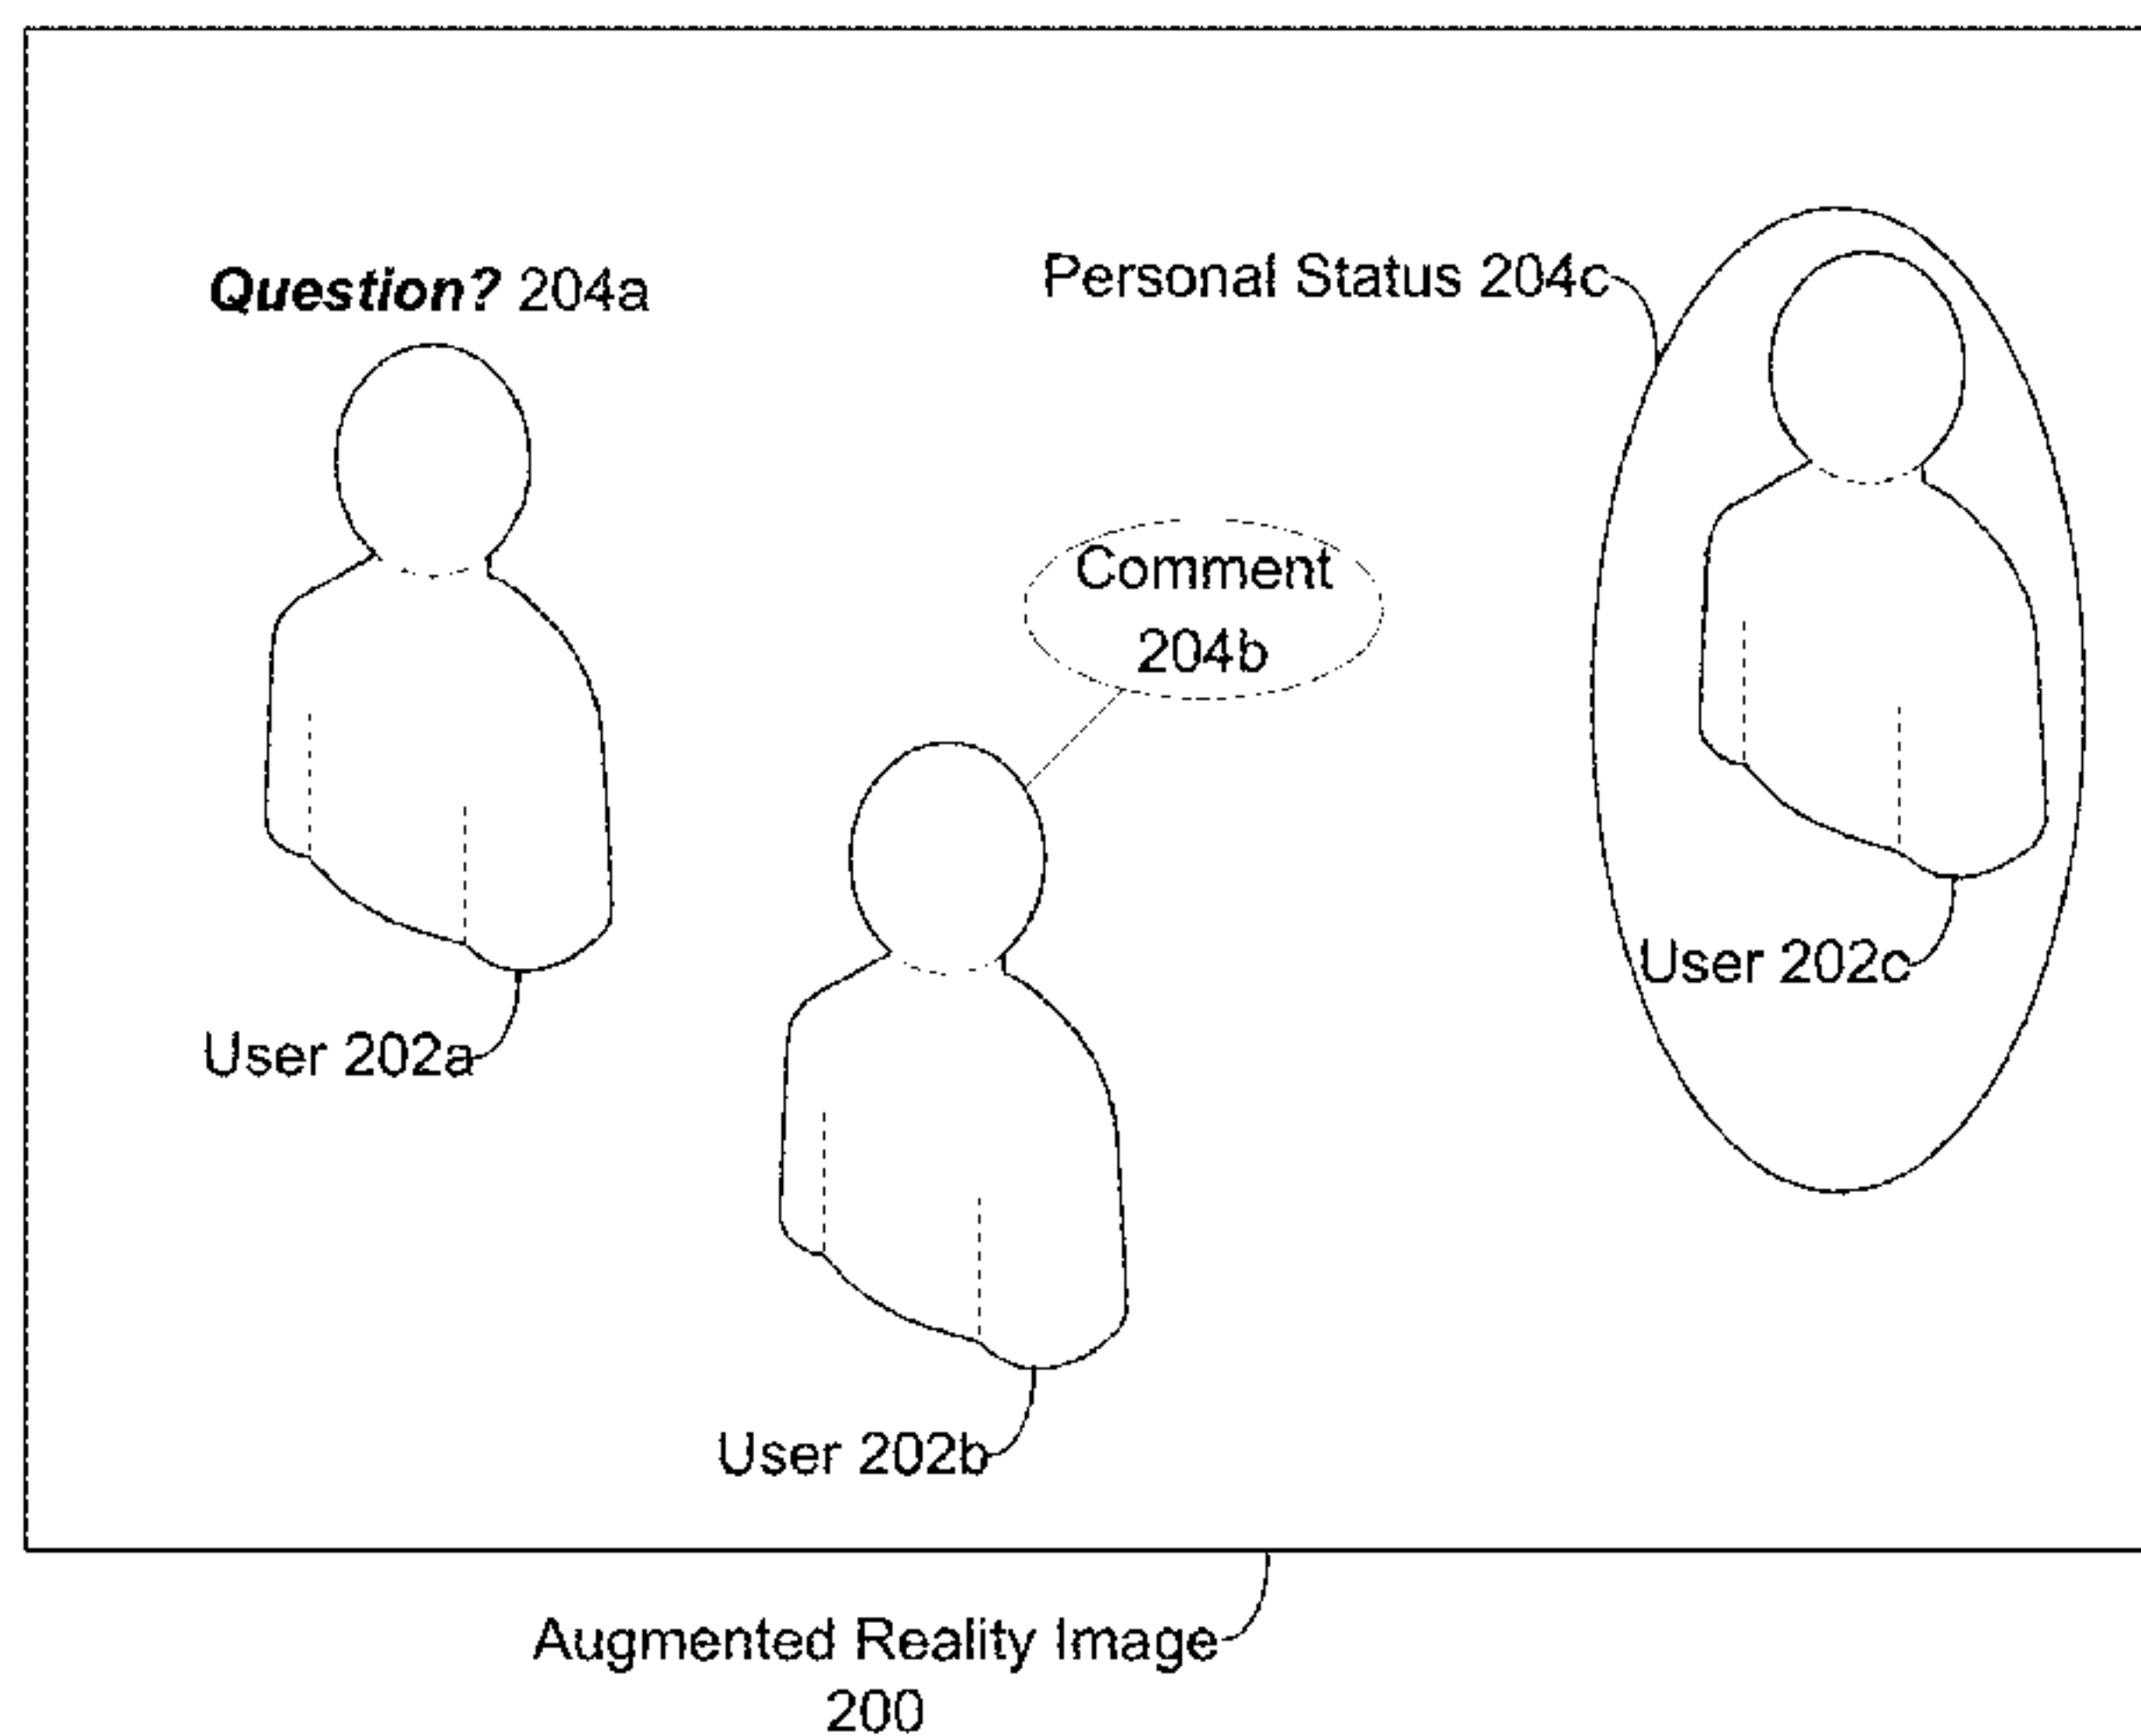 Question? 204a
Personal Status 204c
Comment
204b
User 202c
User 202a
User 202b
Augmented Reality Image
200